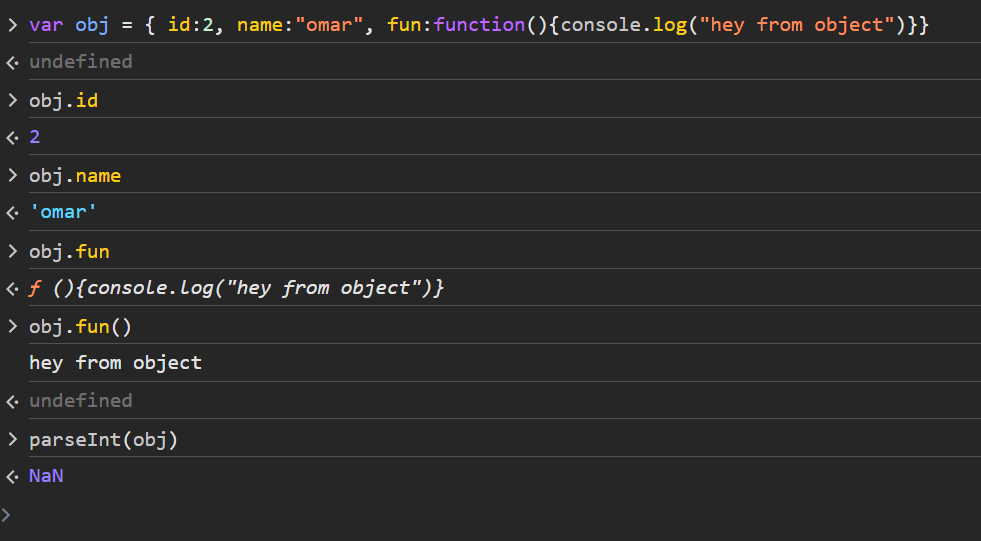 > var obj = { id:2, name:"omar", fun:function(){console.log("hey from object")}}
undefined
> obj.id
2
> obj.name
'omar'
> obj.fun
ƒ (){console.log("hey from object")}
> obj.fun()
hey from object
undefined
> parseInt(obj)
NaN
>